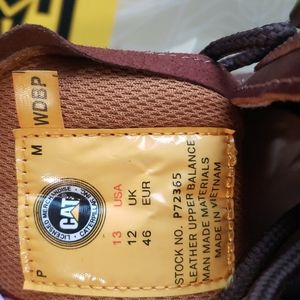 M WDBP
P
LICENSED MERCHANDISE
CAT
13 USA
12 UK
46 EUR
STOCK NO. P72365
LEATHER UPPER BALANCE
MAN MADE MATERIALS
MADE IN VIETNAM